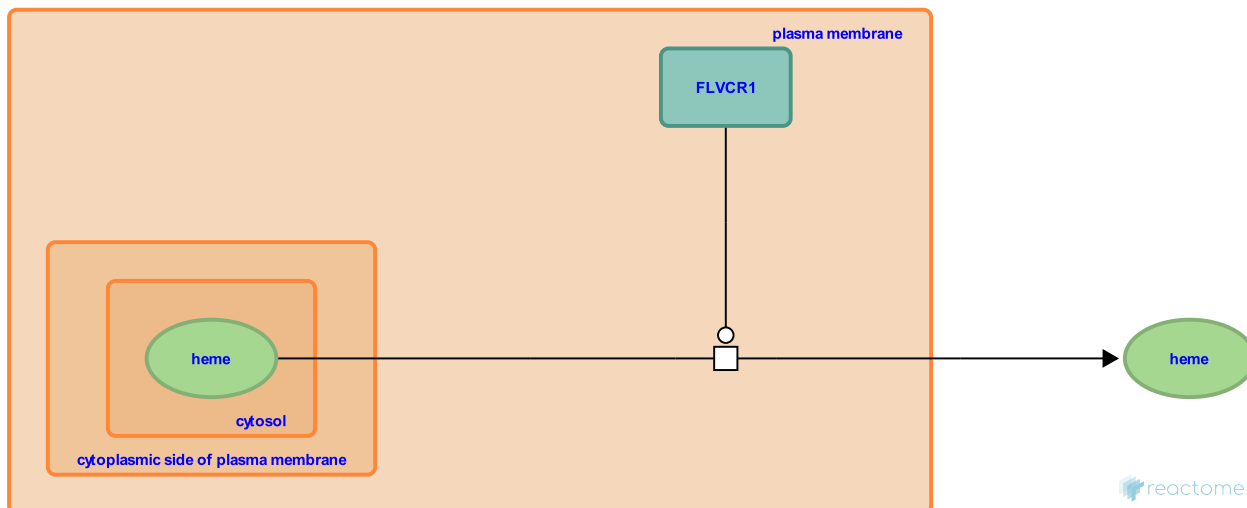 plasma membrane
FLVCR1
heme
heme
cytosol
cytoplasmic side of plasma membrane
reactome